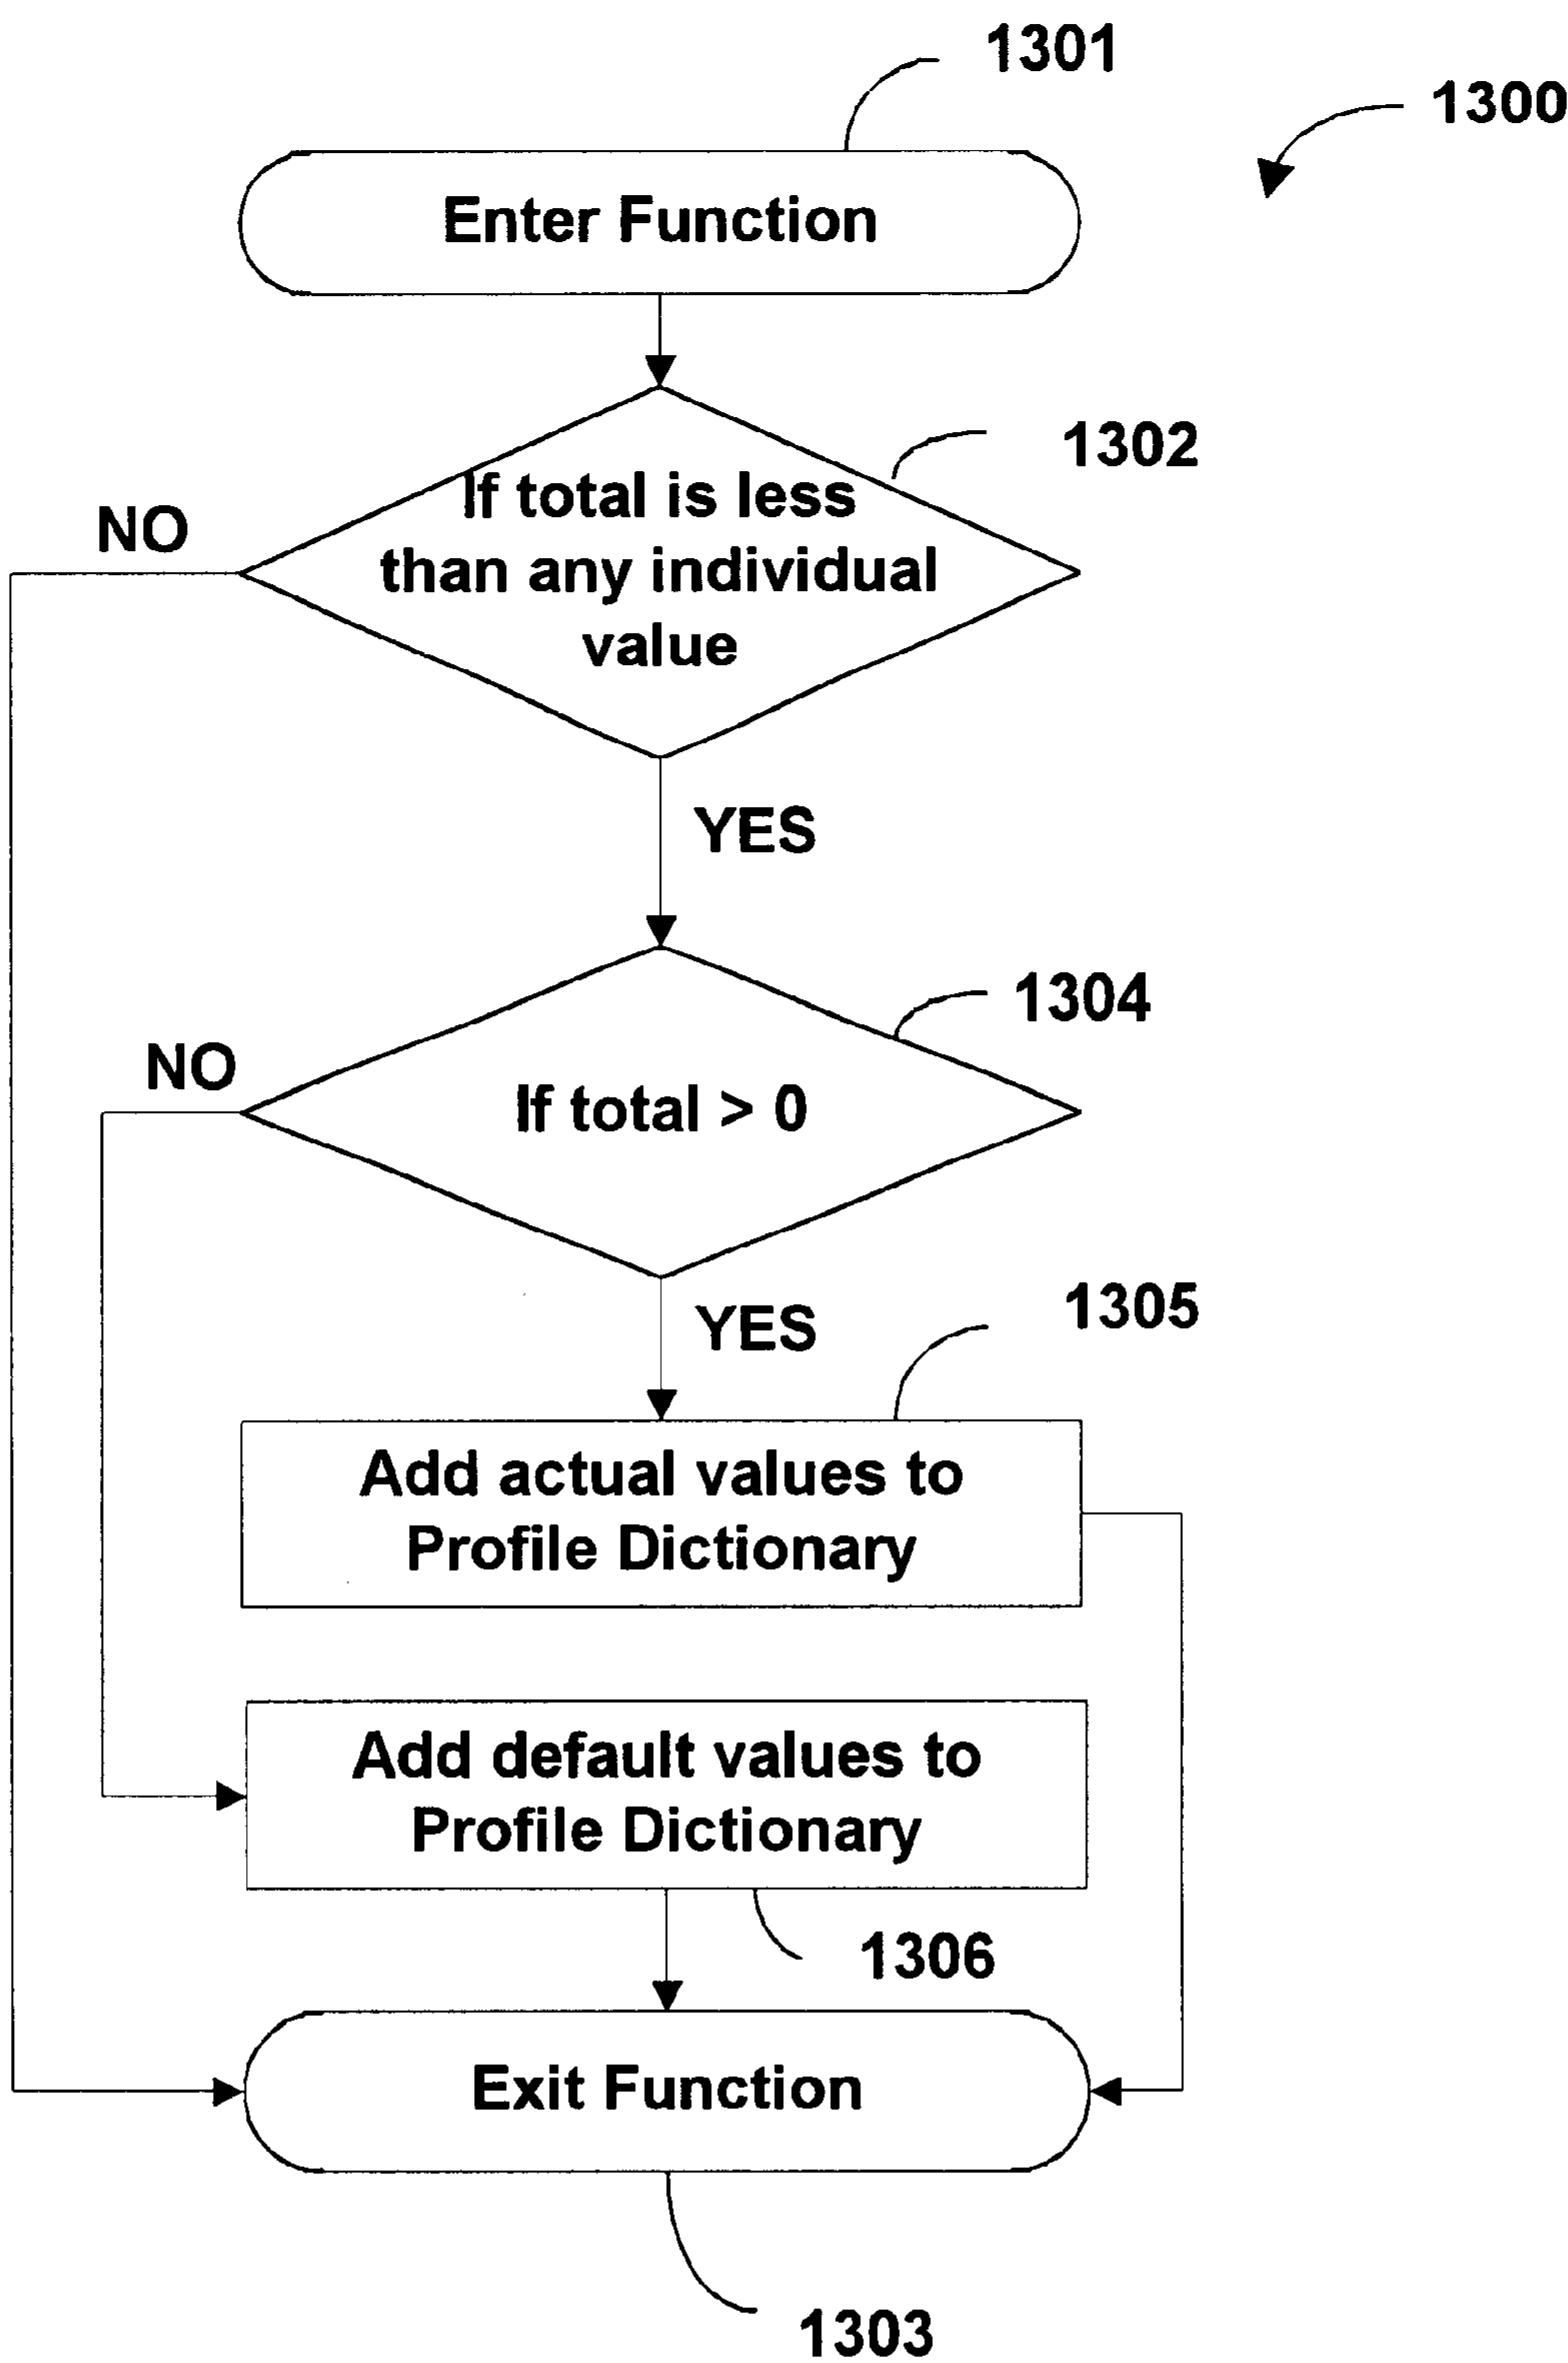 1301
1300
Enter Function
1302
If total is less
than any individual
value
NO
YES
1304
NO
If total > 0
YES
1305
Add actual values to
Profile Dictionary
Add default values to
Profile Dictionary
1306
Exit Function
1303